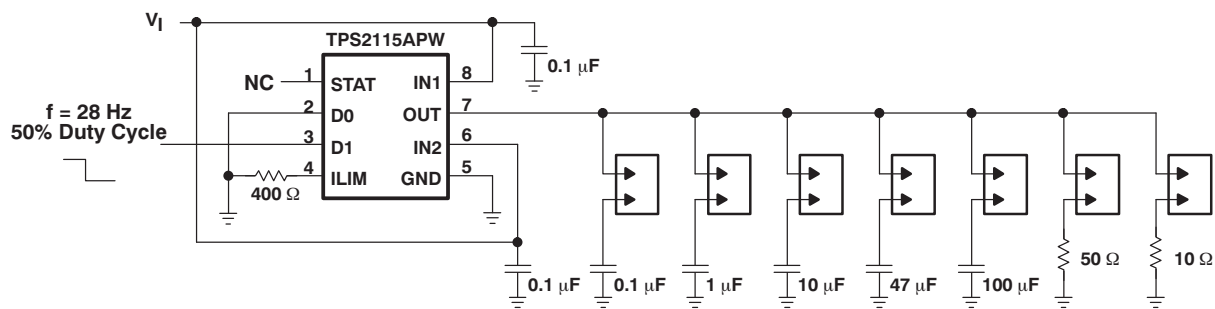 VI
TPS2115APW
0.1 μF
NC 1 STAT IN1 8
f = 28 Hz
50% Duty Cycle
2 D0 OUT 7
3 D1 IN2 6
4 ILIM GND 5
400 Ω
0.1 μF
0.1 μF
1 μF
10 μF
47 μF
100 μF
50 Ω
10 Ω